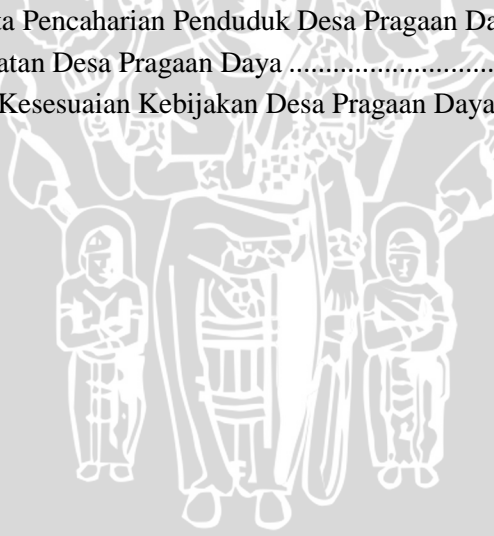 ta Pencaharian Penduduk Desa Pragaan Da
atan Desa Pragaan Daya ............................
Kesesuaian Kebijakan Desa Pragaan Daya